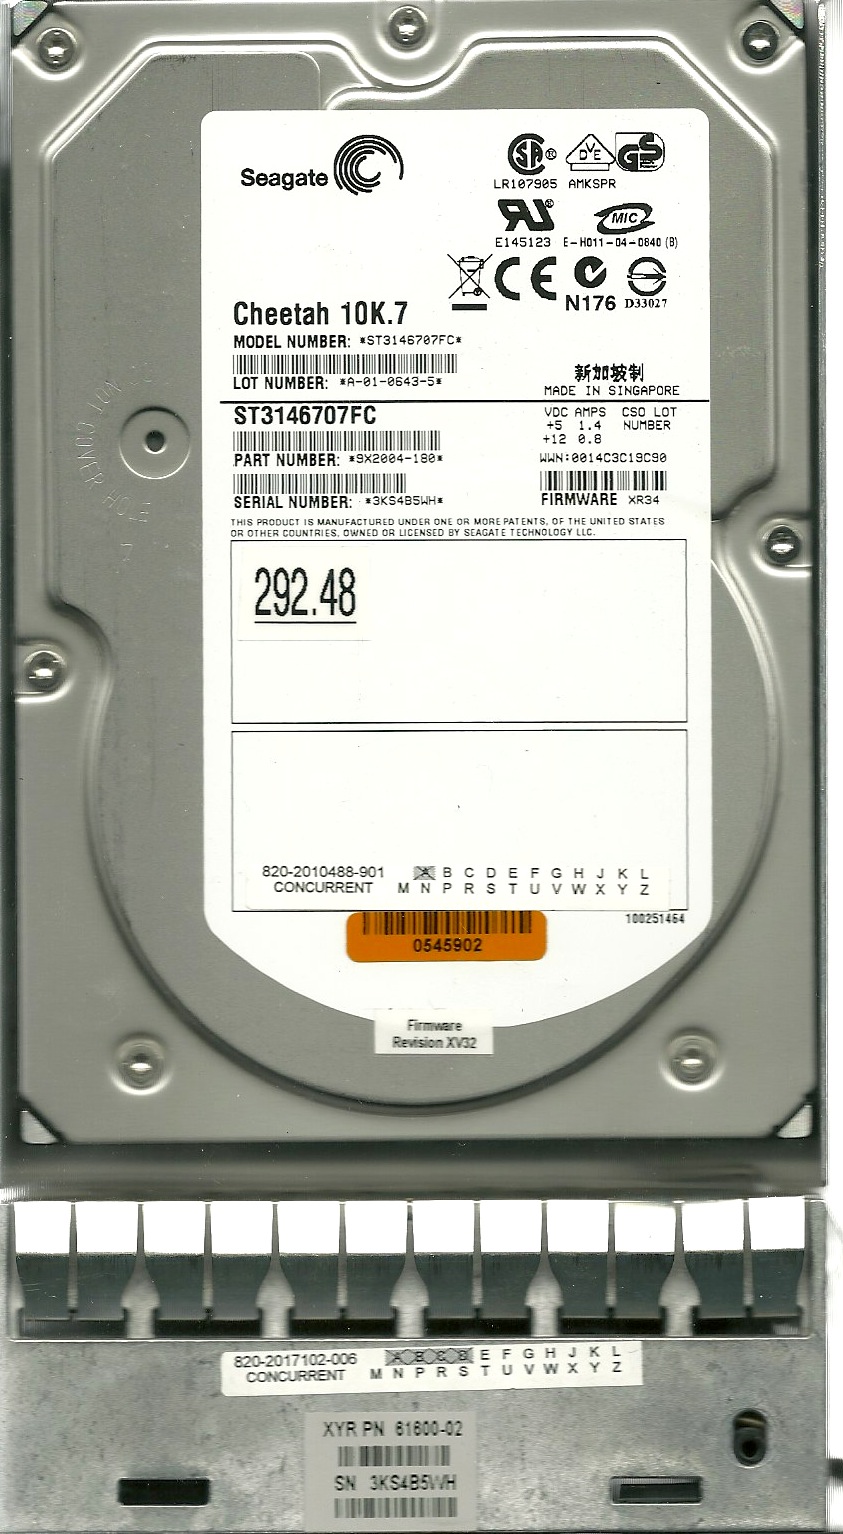 Seagate
LR107905 AMKSPR
E145123 E-H011-04-0840 (B)
MIC
N176 D33027
Cheetah 10K.7
MODEL NUMBER: *ST3146707FC*
LOT NUMBER: *A-01-0643-5*
新加坡制
MADE IN SINGAPORE
ST3146707FC
VDC AMPS CSO LOT
+5 1.4 NUMBER
+12 0.8
PART NUMBER: *9X2004-180*
WWN:0014C3C19C90
SERIAL NUMBER: *3KS4B5WH*
FIRMWARE XR34
THIS PRODUCT IS MANUFACTURED UNDER ONE OR MORE PATENTS, OF THE UNITED STATES
OR OTHER COUNTRIES, OWNED OR LICENSED BY SEAGATE TECHNOLOGY LLC.
292.48
820-2010488-901 A B C D E F G H J K L
CONCURRENT M N P R S T U V W X Y Z
100251464
0545902
Firmware
Revision XV32
820-2017102-006 A B C D E F G H J K L
CONCURRENT M N P R S T U V W X Y Z
XYR PN 61600-02
SN 3KS4B5WH